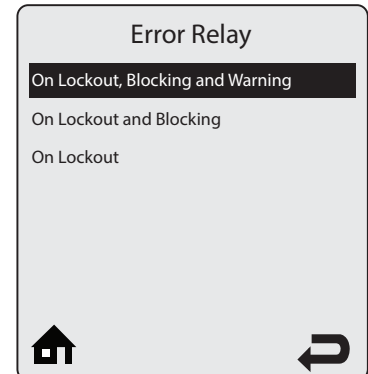 Error Relay
On Lockout, Blocking and Warning
On Lockout and Blocking
On Lockout